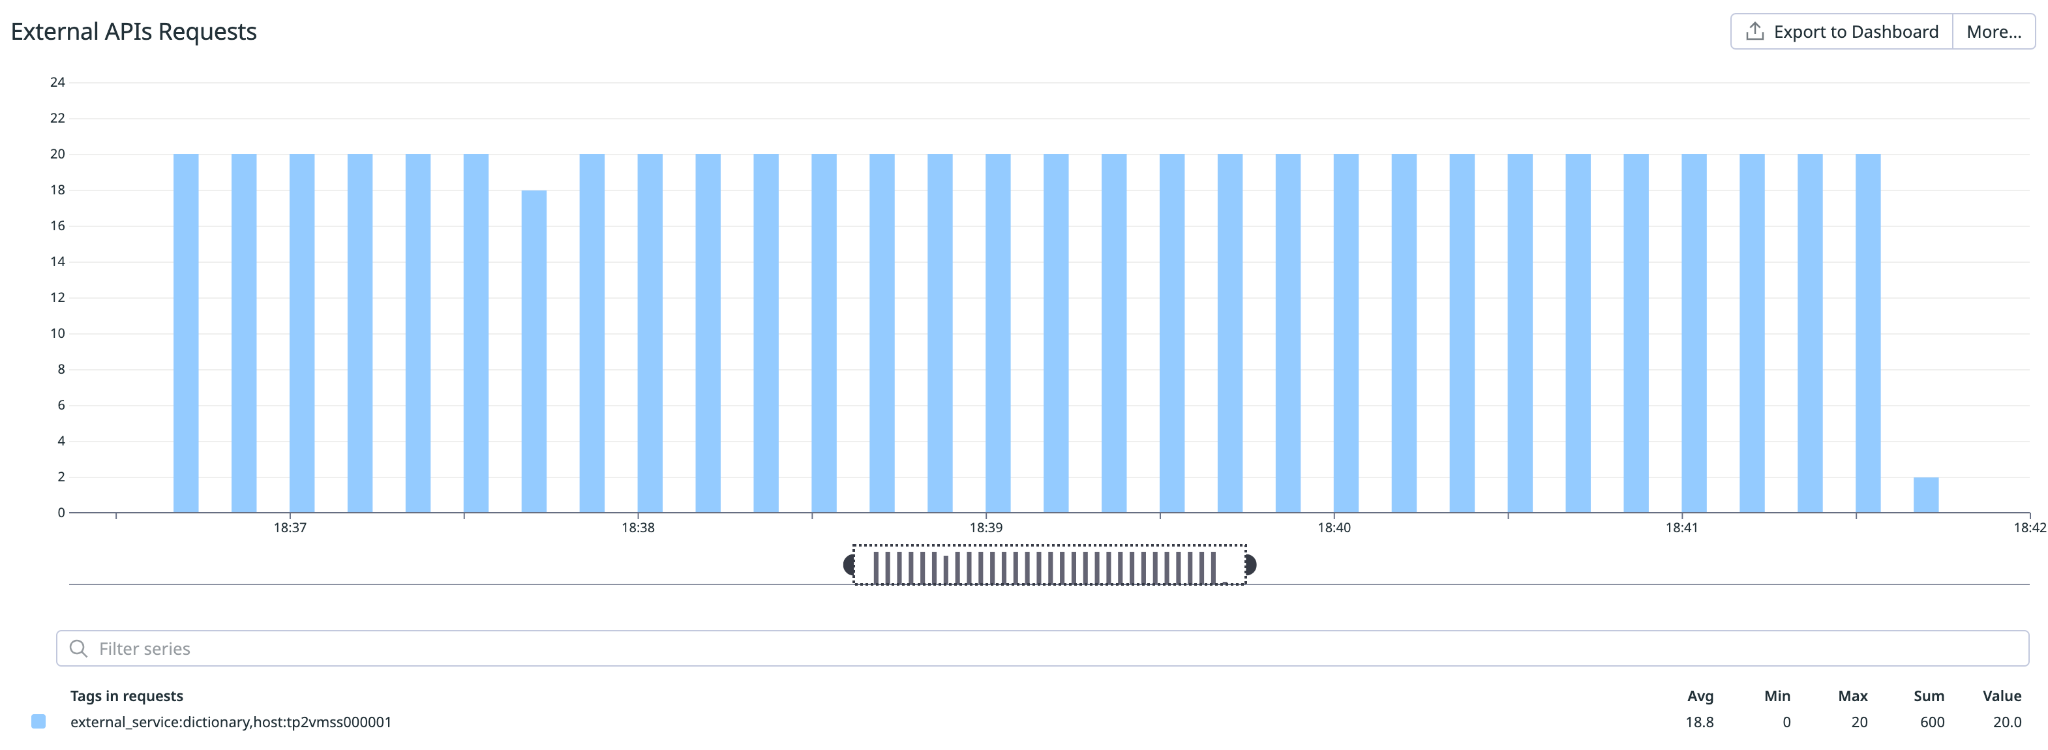 External APIs Requests
Export to Dashboard
More...
24
22
20
18
16
14
12
10
8
6
4
2
0
18:37 18:38 18:39 18:40 18:41 18:42
Filter series
Tags in requests Avg Min Max Sum Value
external_service:dictionary,host:tp2vmss000001 18.8 0 20 600 20.0